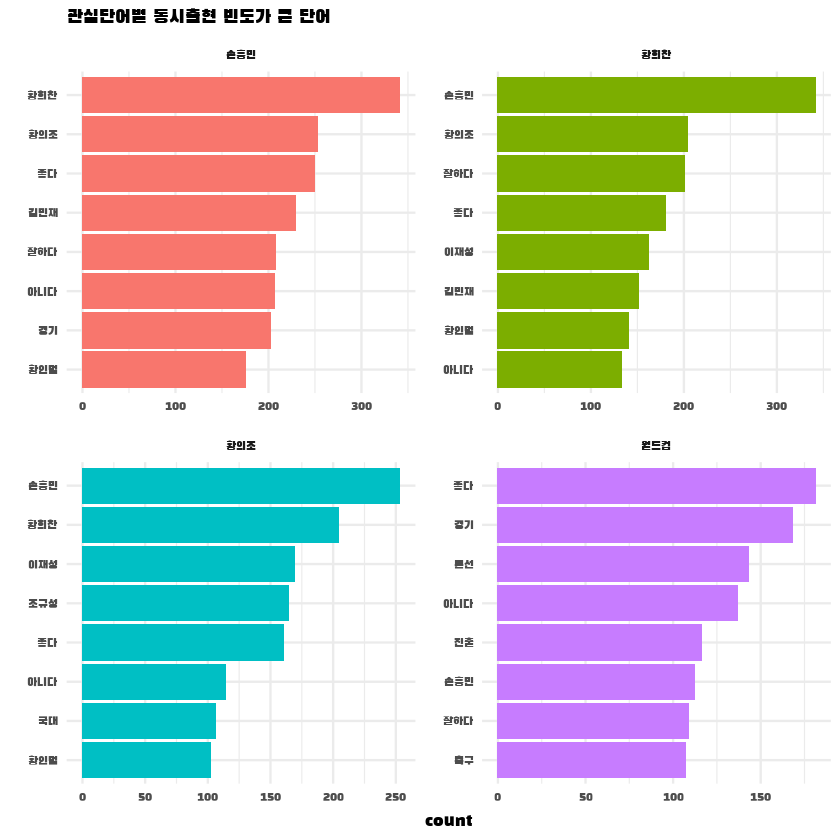 관심단어별 동시출현 빈도가 큰 단어
손흥민
황희찬
황의조
좋다
김민재
잘하다
아니다
경기
황인범
0 100 200 300
황희찬
손흥민
황의조
잘하다
좋다
이재성
김민재
황인범
아니다
0 100 200 300
황의조
손흥민
황희찬
이재성
조규성
좋다
아니다
국대
황인범
0 50 100 150 200 250
월드컵
좋다
경기
본선
아니다
진출
손흥민
잘하다
축구
0 50 100 150
count